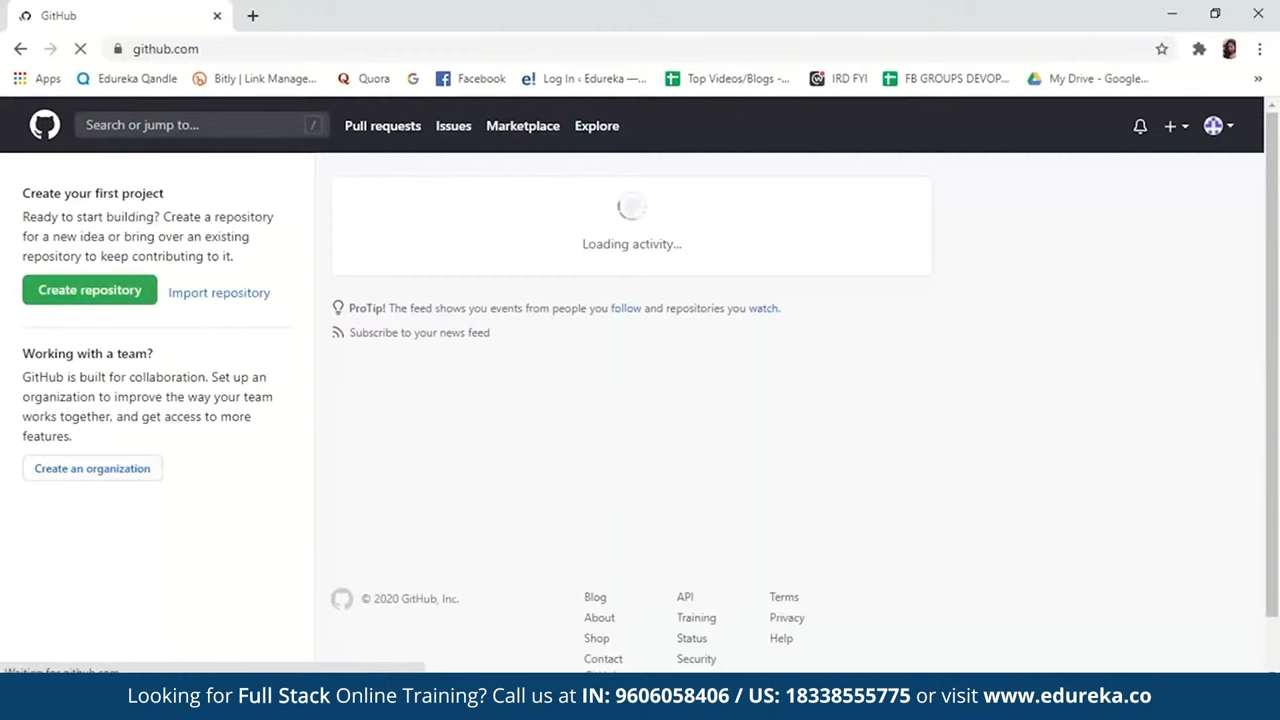 GitHub
github.com
Apps
Edureka Qandle
Bitly | Link Manage...
Quora
Facebook
Log In ‹ Edureka —...
Top Videos/Blogs -...
IRD FYI
FB GROUPS DEVOP...
My Drive - Google...
»
Search or jump to...
/
Pull requests
Issues
Marketplace
Explore
Create your first project
Ready to start building? Create a repository
for a new idea or bring over an existing
repository to keep contributing to it.
Create repository
Import repository
Working with a team?
GitHub is built for collaboration. Set up an
organization to improve the way your team
works together, and get access to more
features.
Create an organization
Loading activity...
ProTip! The feed shows you events from people you follow and repositories you watch.
Subscribe to your news feed
© 2020 GitHub, Inc.
Blog
About
Shop
Contact
API
Training
Status
Security
Terms
Privacy
Help
Waiting for github.com
Looking for Full Stack Online Training? Call us at IN: 9606058406 / US: 18338555775 or visit www.edureka.co